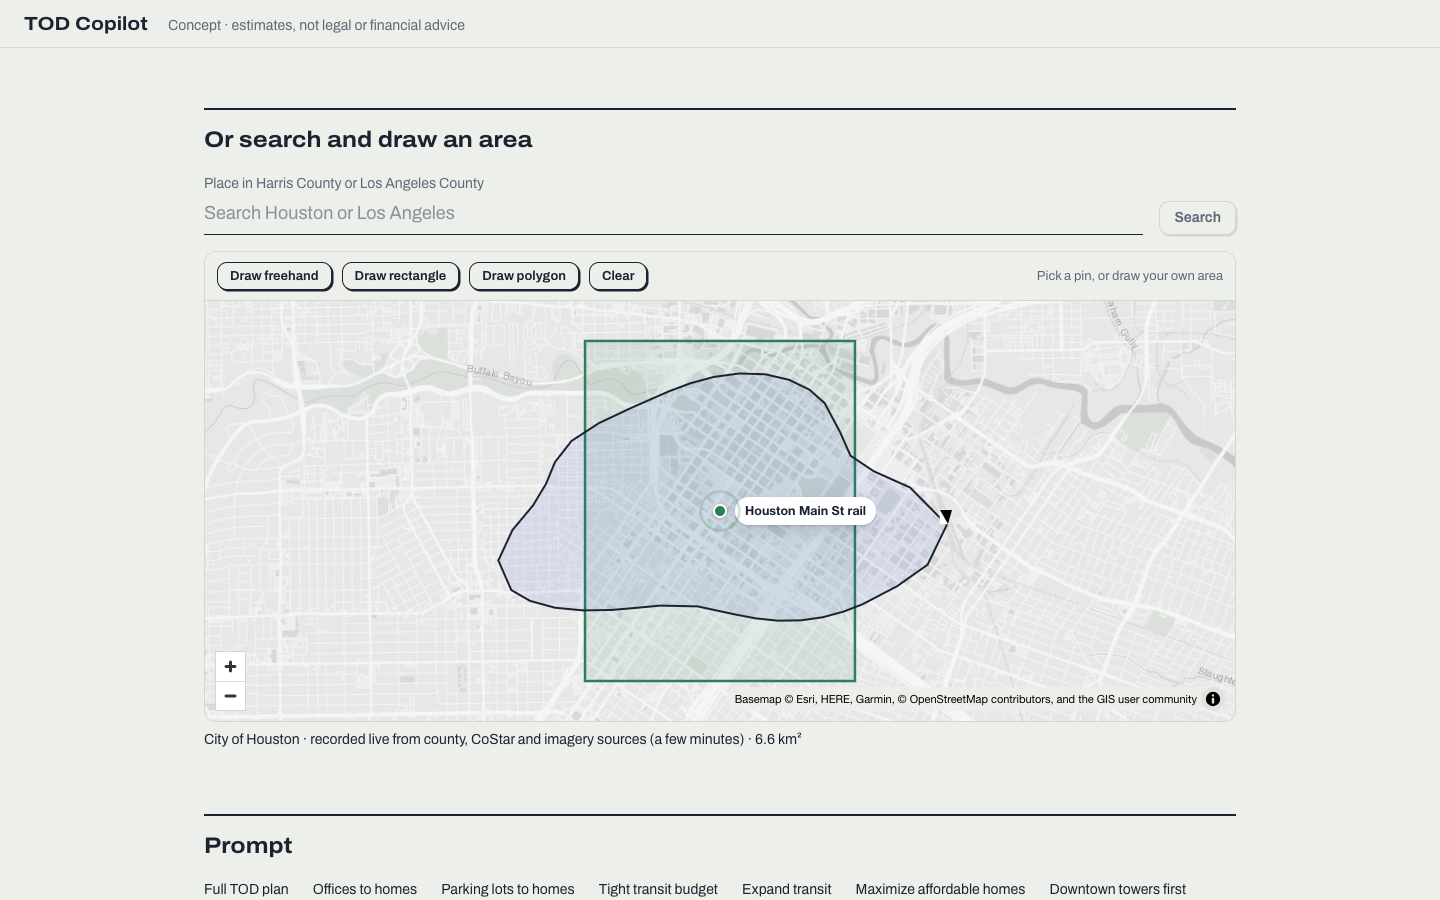 TOD Copilot
Concept · estimates, not legal or financial advice
Or search and draw an area
Place in Harris County or Los Angeles County
Search Houston or Los Angeles
Search
Draw freehand
Draw rectangle
Draw polygon
Clear
Pick a pin, or draw your own area
Buffalo Bayou
Houston Main St rail
Basemap © Esri, HERE, Garmin, © OpenStreetMap contributors, and the GIS user community
City of Houston · recorded live from county, CoStar and imagery sources (a few minutes) · 6.6 km²
Prompt
Full TOD plan
Offices to homes
Parking lots to homes
Tight transit budget
Expand transit
Maximize affordable homes
Downtown towers first